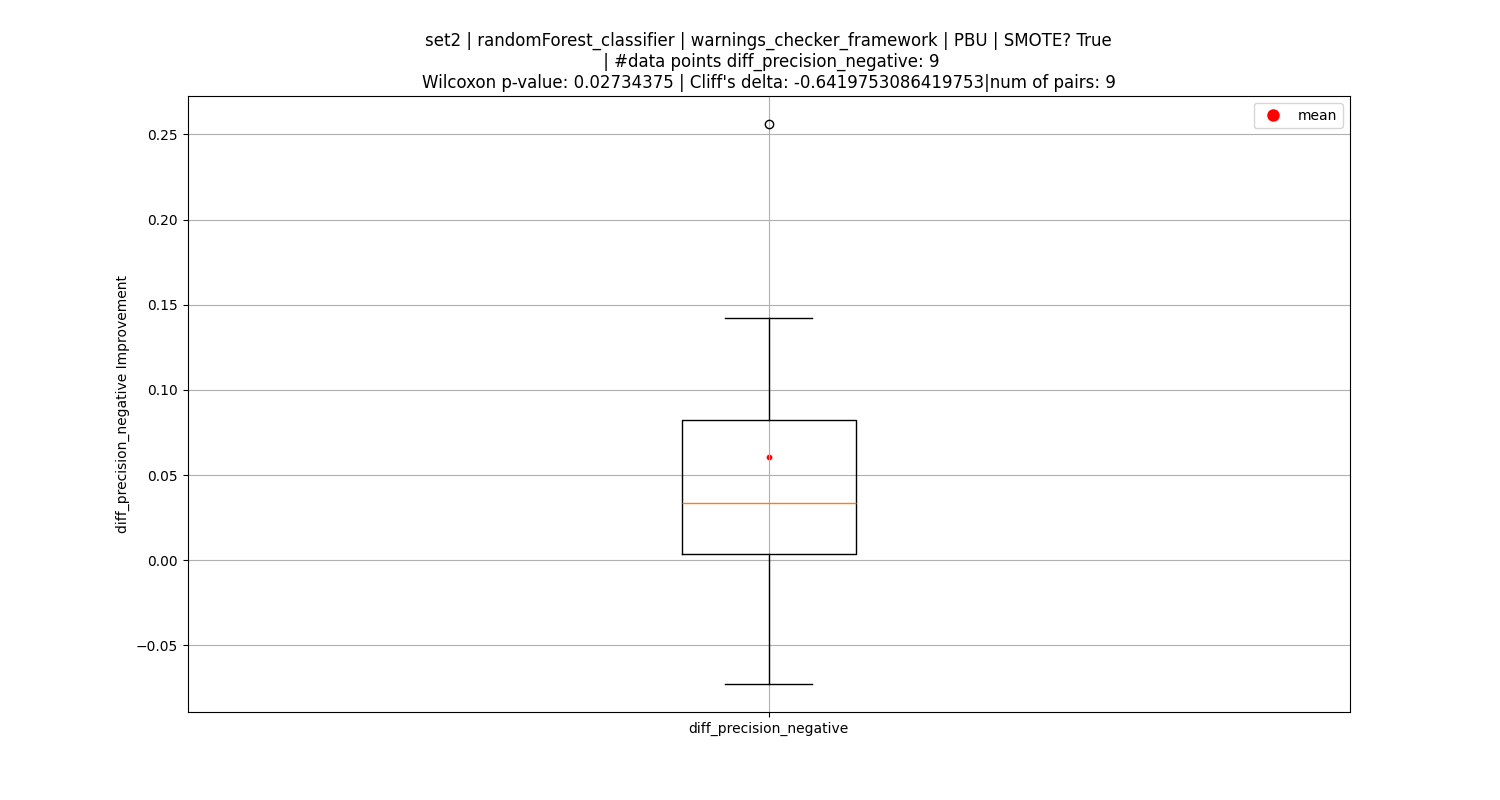 set2 | randomForest_classifier | warnings_checker_framework | PBU | SMOTE? True
| #data points diff_precision_negative: 9
Wilcoxon p-value: 0.02734375 | Cliff's delta: -0.6419753086419753|num of pairs: 9
mean
0.25
0.20
0.15
0.10
0.05
0.00
−0.05
diff_precision_negative Improvement
diff_precision_negative